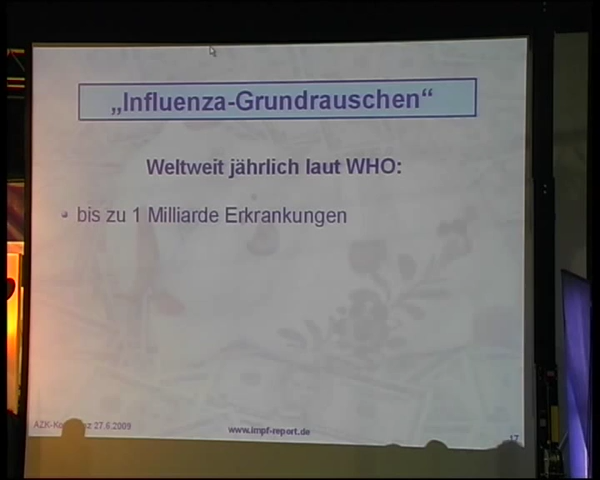 „Influenza-Grundrauschen“
Weltweit jährlich laut WHO:
bis zu 1 Milliarde Erkrankungen
AZK- 27.6.2009
www.impf-report.de
17